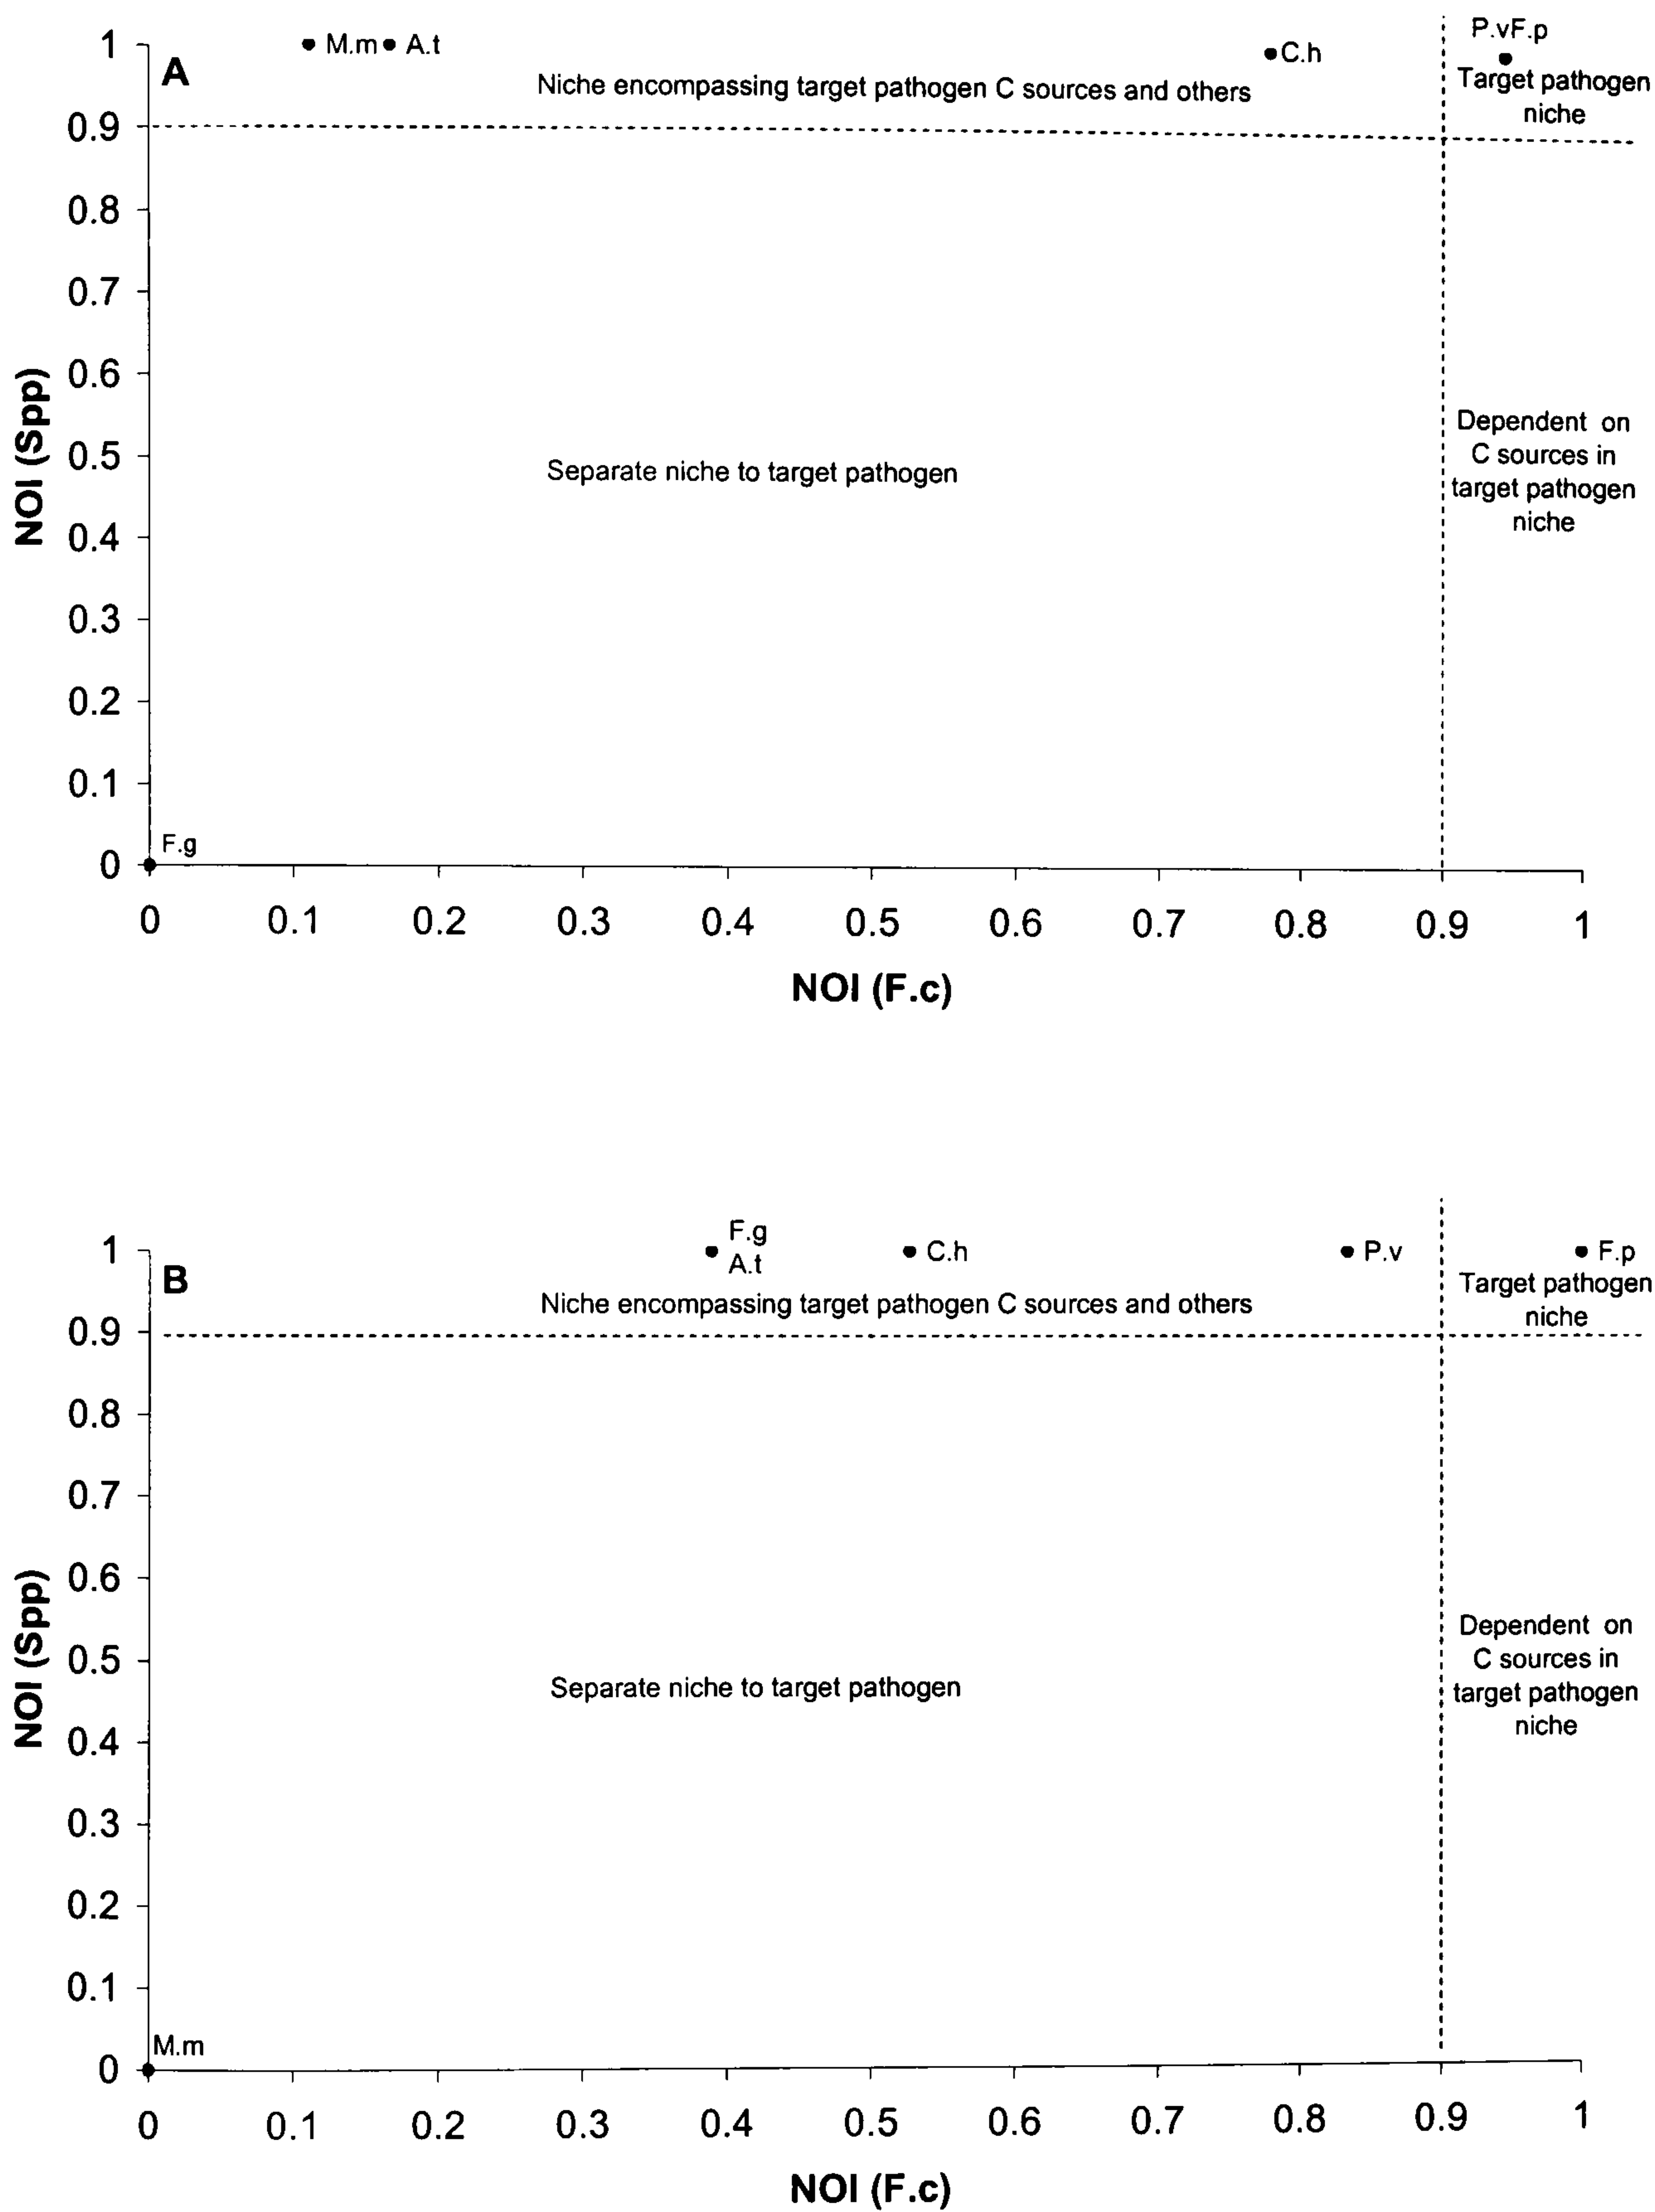 P.vF.p
1
A
M.m
A.t
C.h
Niche encompassing target pathogen C sources and others
Target pathogen
niche
0.9
0.8
0.7
0.6
0.5
0.4
0.3
0.2
0.1
0
NOI (Spp)
Separate niche to target pathogen
Dependent on
C sources in
target pathogen
niche
F.g
0 0.1 0.2 0.3 0.4 0.5 0.6 0.7 0.8 0.9 1
NOI (F.c)
1
B
F.g
A.t
C.h
P.v
F.p
Niche encompassing target pathogen C sources and others
Target pathogen
niche
0.9
0.8
0.7
0.6
0.5
0.4
0.3
0.2
0.1
0
NOI (Spp)
Separate niche to target pathogen
Dependent on
C sources in
target pathogen
niche
M.m
0 0.1 0.2 0.3 0.4 0.5 0.6 0.7 0.8 0.9 1
NOI (F.c)